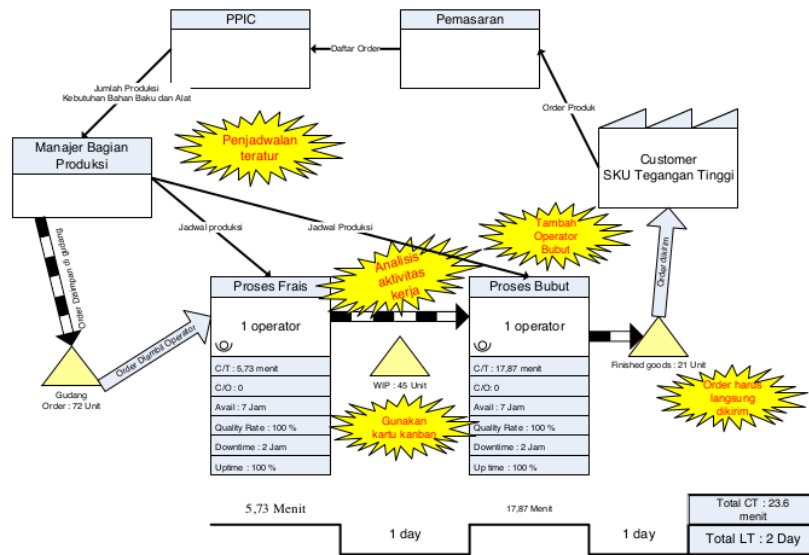 PPIC
Pemasaran
Daftar Order
Jumlah Produksi
Kebutuhan Bahan Baku dan Alat
Order Produk
Penjadwalan
teratur
Manajer Bagian
Produksi
Customer
SKU Tegangan Tinggi
Jadwal produksi
Jadwal Produksi
Tambah
Operator
Bubut
Order Disimpan di gudang
Analisis
aktivitas
kerja
Order dikirim
Proses Frais
Proses Bubut
1 operator
1 operator
Order Diambil Operator
Gudang
Order : 72 Unit
WIP : 45 Unit
Finished goods : 21 Unit
C/T : 5,73 menit
C/O : 0
Avail : 7 Jam
Quality Rate : 100 %
Downtime : 2 Jam
Uptime : 100 %
Gunakan
kartu kanban
C/T : 17,87 menit
C/O : 0
Avail : 7 Jam
Quality Rate : 100 %
Downtime : 2 Jam
Up time : 100 %
Order harus
langsung
dikirim
5,73 Menit
1 day
17,87 Menit
1 day
Total CT : 23.6
menit
Total LT : 2 Day